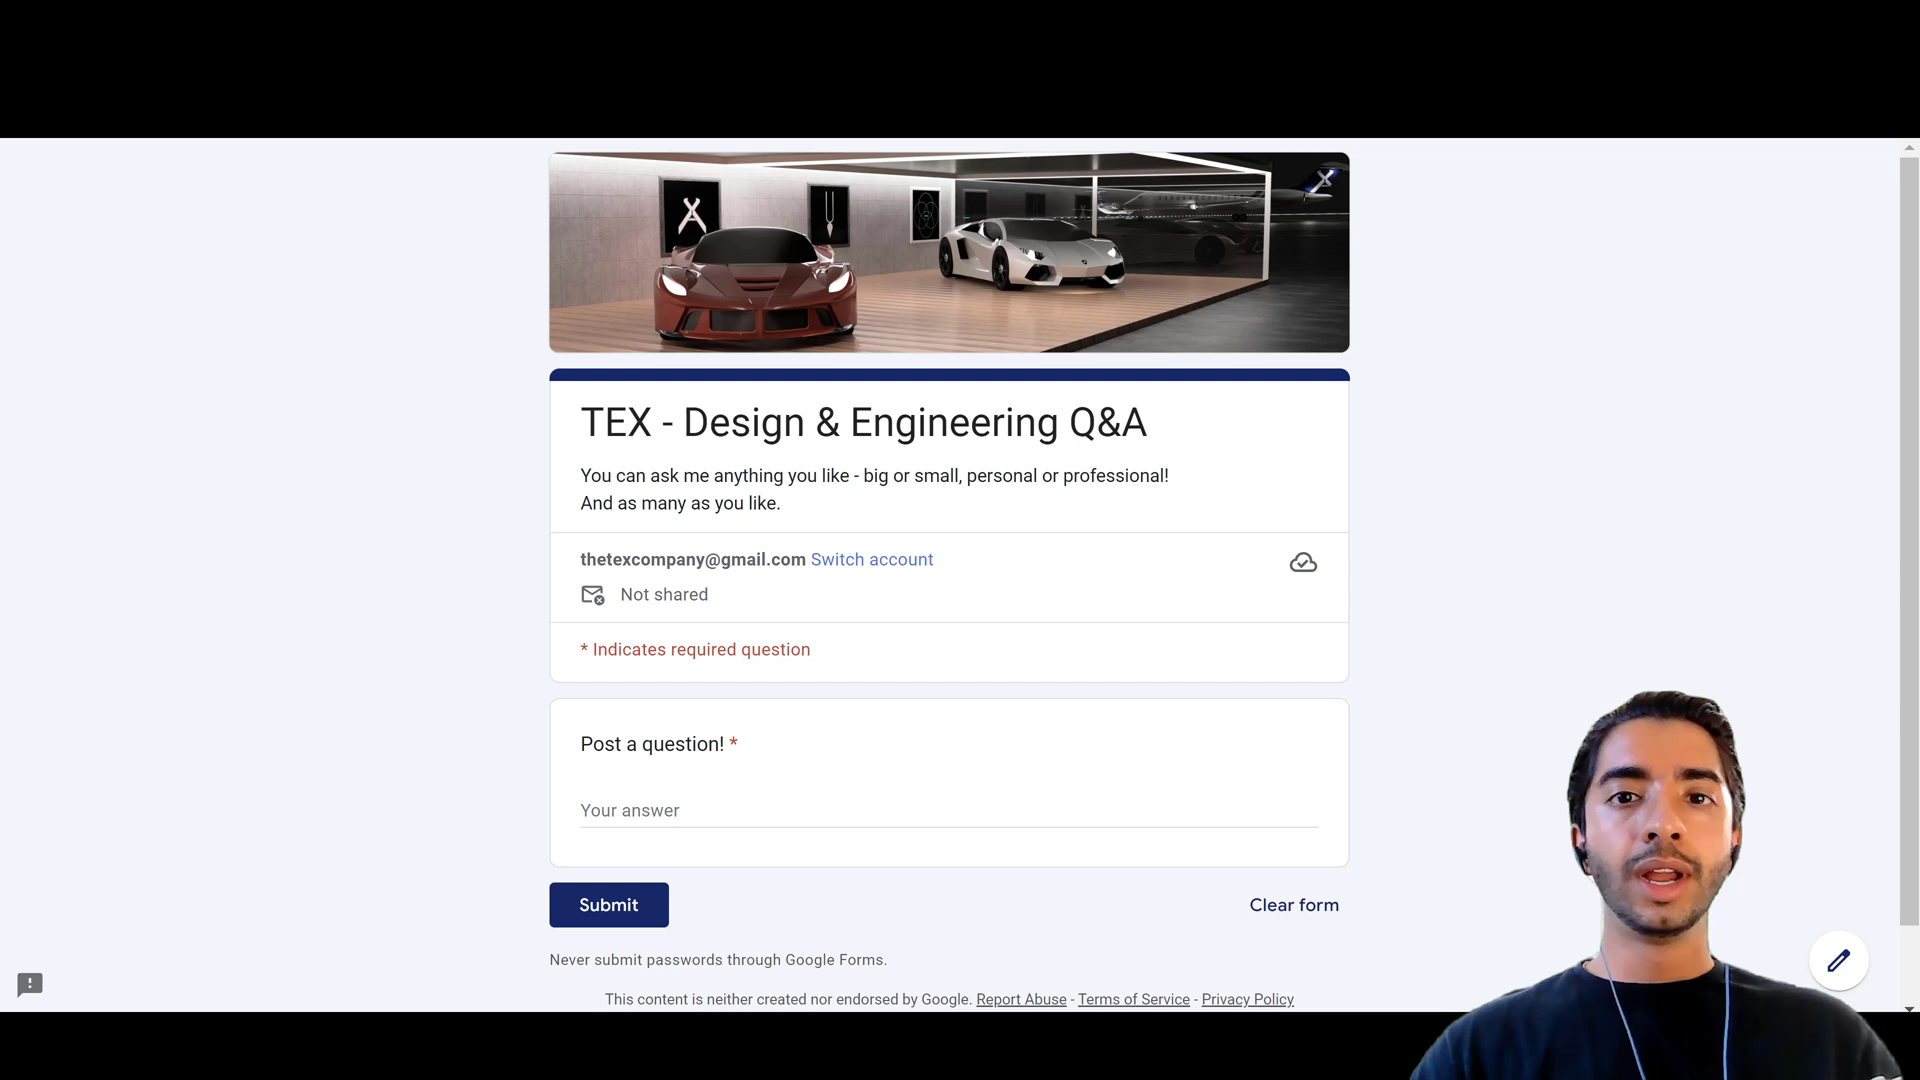 TEX - Design & Engineering Q&A
You can ask me anything you like - big or small, personal or professional!
And as many as you like.
thetexcompany@gmail.com Switch account
Not shared
* Indicates required question
Post a question! *
Your answer
Submit
Clear form
Never submit passwords through Google Forms.
This content is neither created nor endorsed by Google. Report Abuse - Terms of Service - Privacy Policy